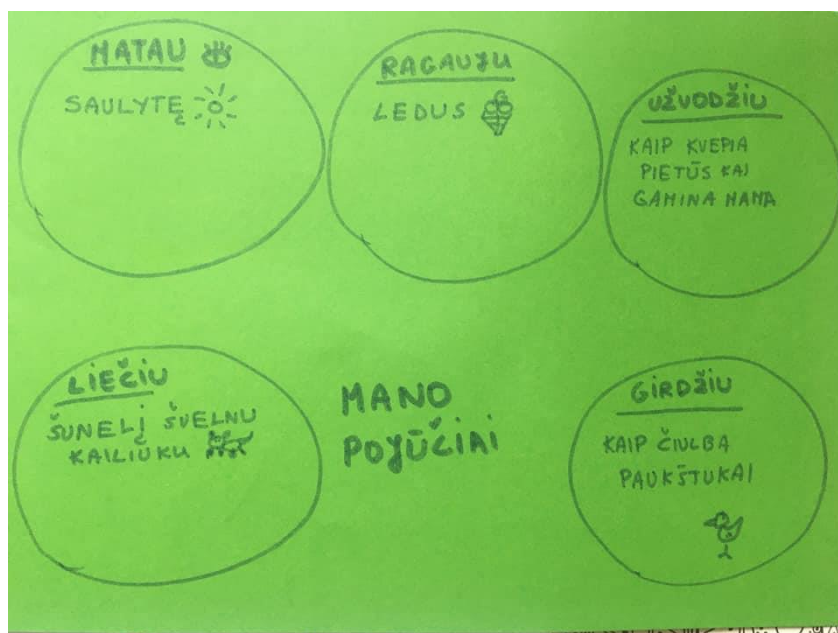 MATAU
SAULYTĘ
RAGAUJU
LEDUS
UŽUODŽIU
KAIP KVEPIA
PIETŪS KAI
GAMINA MAMA
LIEČIU
ŠUNELĮ ŠVELNU
KAILIUKU
MANO
POJŪČIAI
GIRDŽIU
KAIP ČIULBA
PAUKŠTUKAI